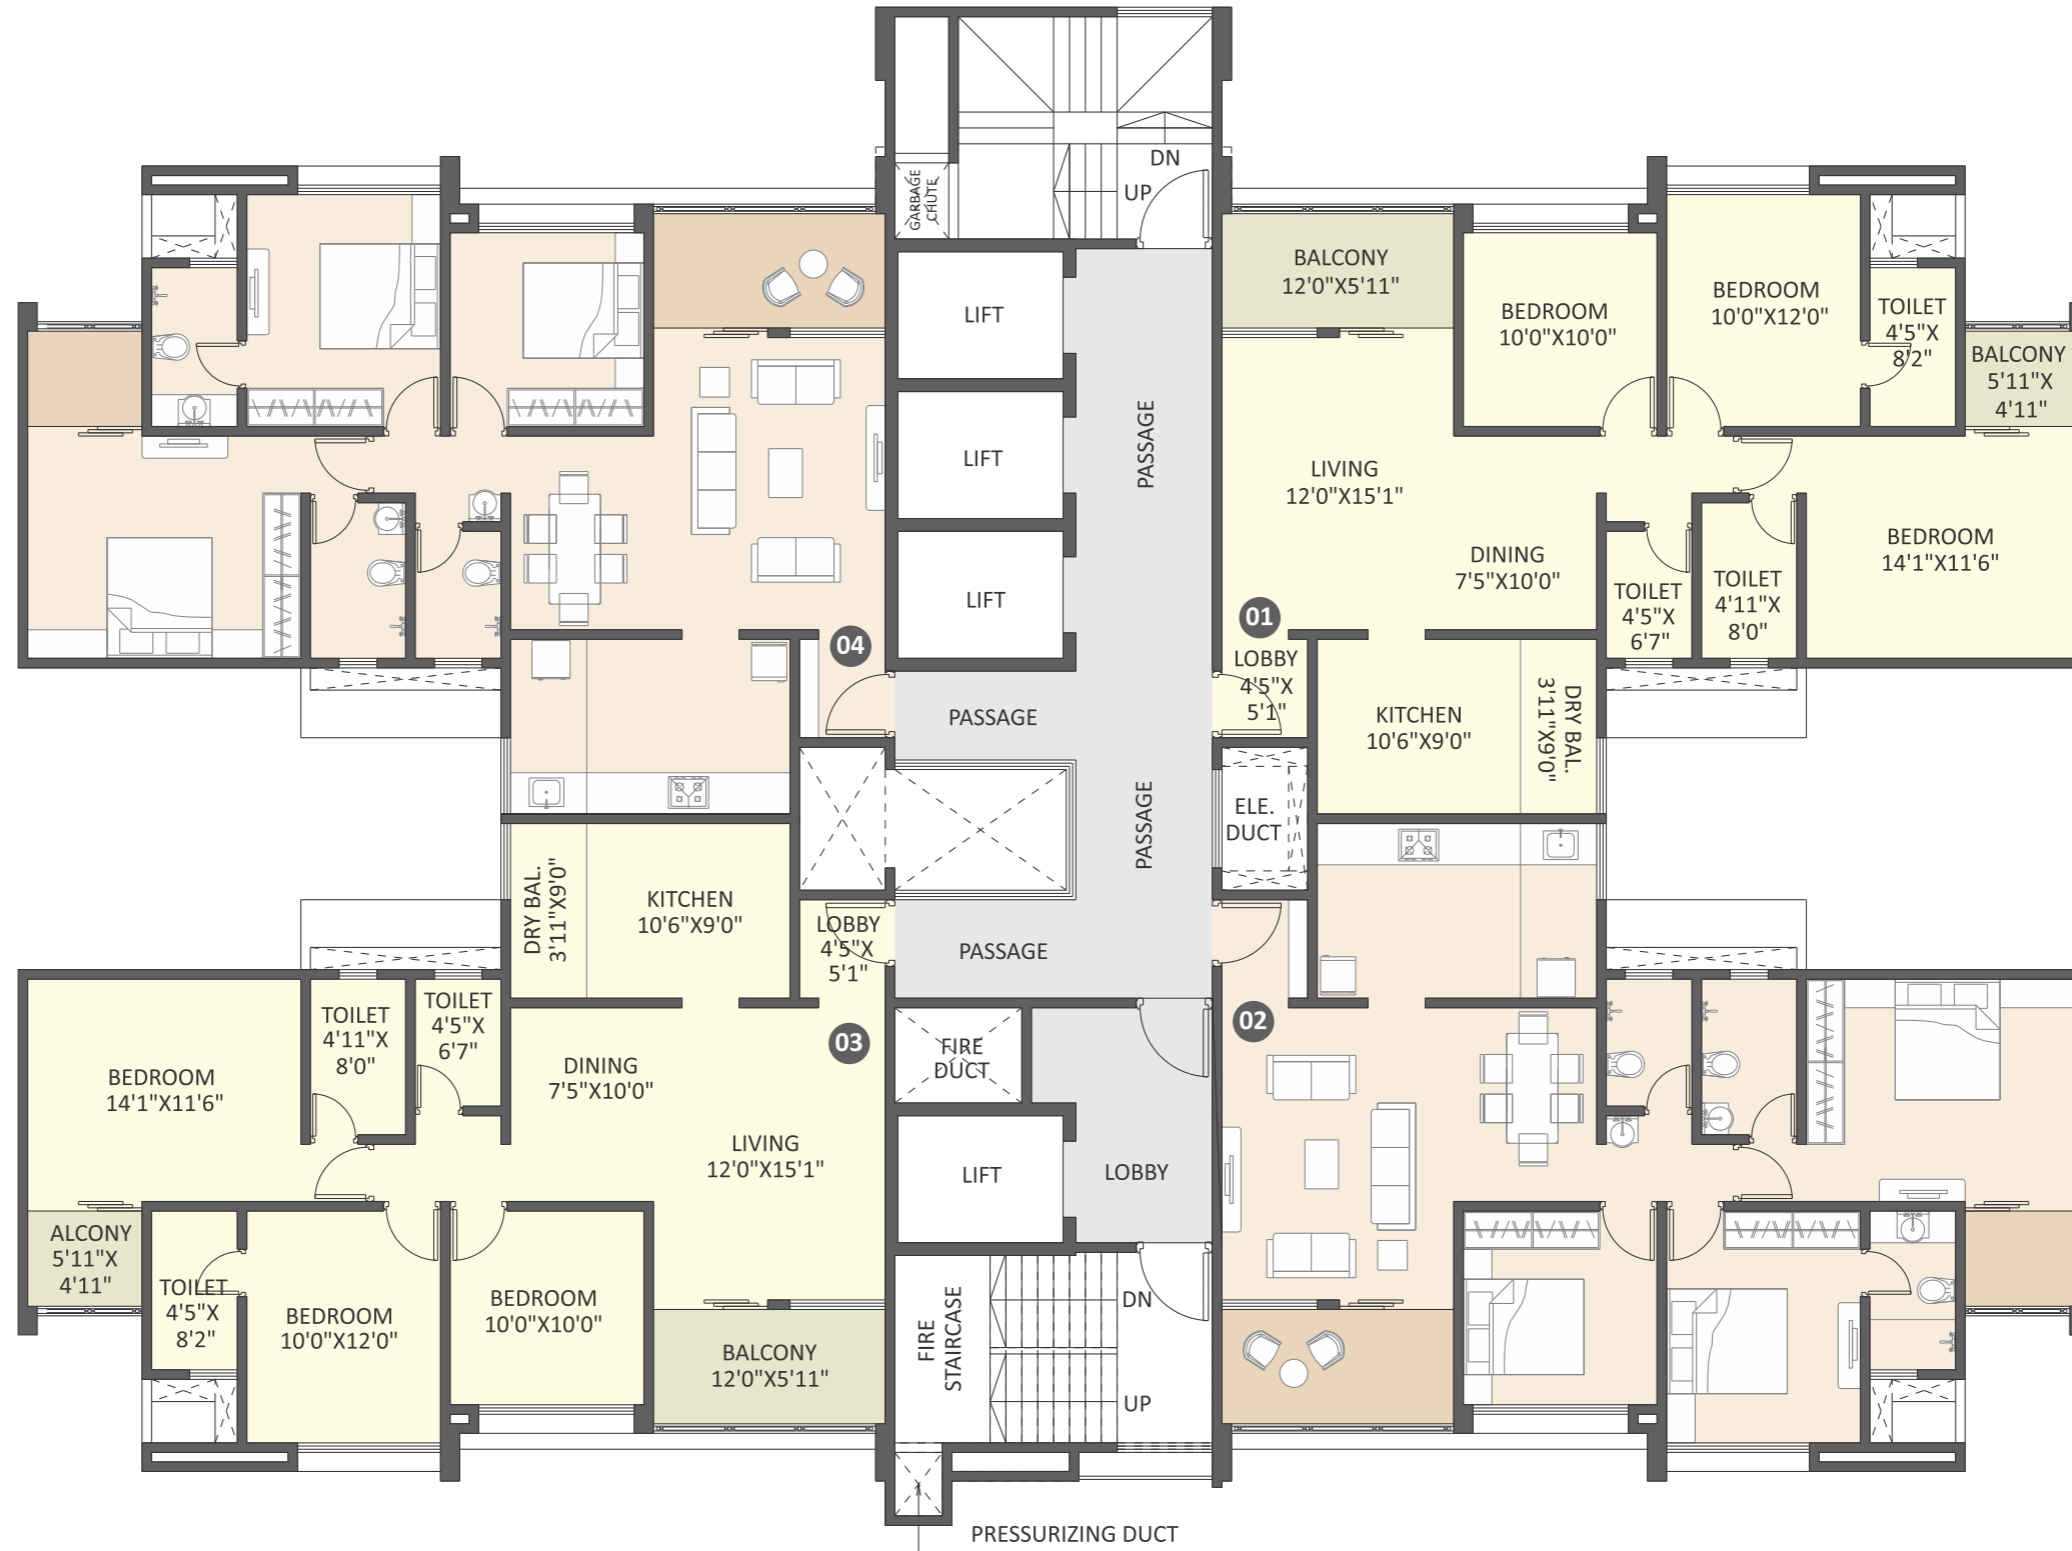 DN
UP
GARBAGE
CHUTE
BALCONY
12'0"X5'11"
BEDROOM
10'0"X10'0"
BEDROOM
10'0"X12'0"
TOILET
4'5"X
8'2"
BALCONY
5'11"X
4'11"
LIFT
LIFT
LIFT
PASSAGE
LIVING
12'0"X15'1"
DINING
7'5"X10'0"
TOILET
4'5"X
6'7"
TOILET
4'11"X
8'0"
BEDROOM
14'1"X11'6"
04
01
LOBBY
4'5"X
5'1"
KITCHEN
10'6"X9'0"
DRY BAL.
3'11"X9'0"
PASSAGE
PASSAGE
ELE.
DUCT
DRY BAL.
3'11"X9'0"
KITCHEN
10'6"X9'0"
LOBBY
4'5"X
5'1"
PASSAGE
BEDROOM
14'1"X11'6"
TOILET
4'11"X
8'0"
TOILET
4'5"X
6'7"
DINING
7'5"X10'0"
03
FIRE
DUCT
02
LIVING
12'0"X15'1"
LIFT
LOBBY
ALCONY
5'11"X
4'11"
TOILET
4'5"X
8'2"
BEDROOM
10'0"X12'0"
BEDROOM
10'0"X10'0"
BALCONY
12'0"X5'11"
FIRE
STAIRCASE
DN
UP
PRESSURIZING DUCT